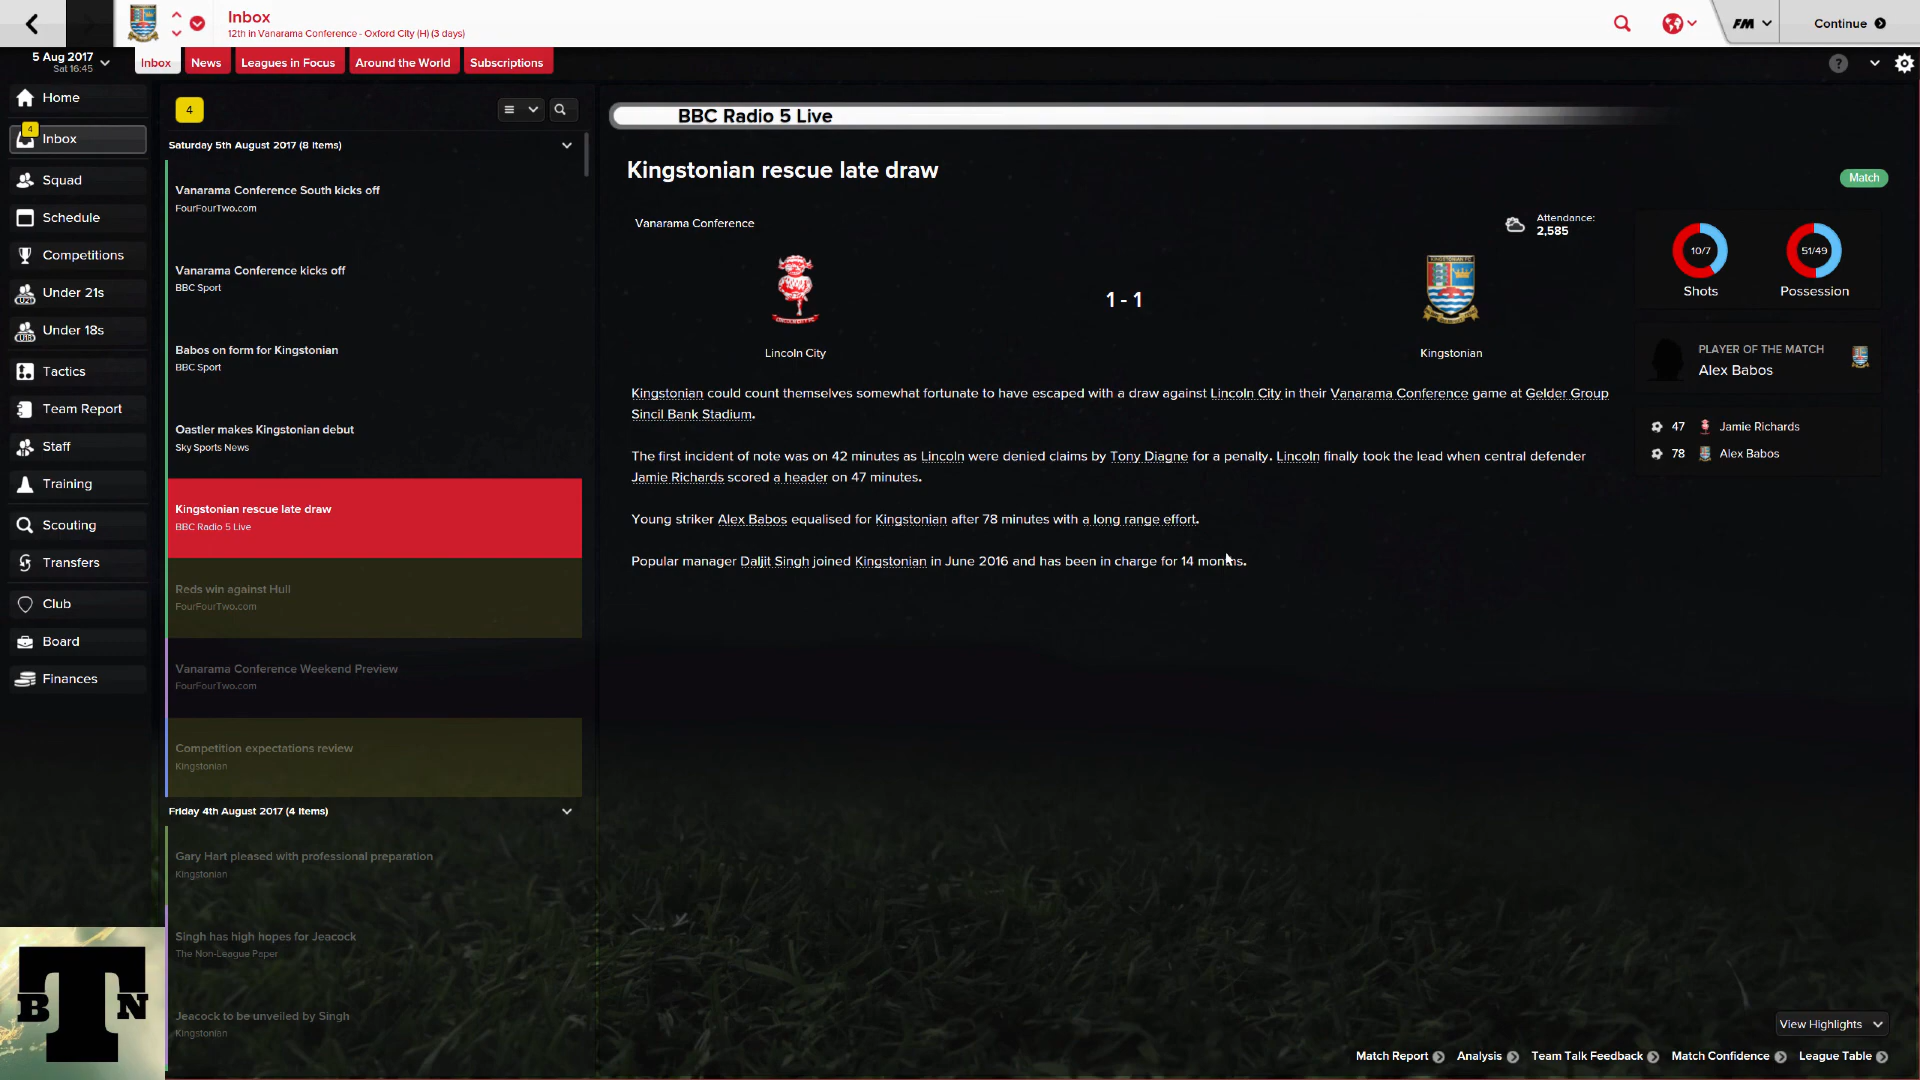 Inbox
12th in Vanarama Conference - Oxford City (H) (3 days)
FM
Continue
5 Aug 2017
Sat 16:45
Inbox
News
Leagues in Focus
Around the World
Subscriptions
?
Home
4
Inbox
Squad
Schedule
Competitions
U21
Under 21s
U18
Under 18s
Tactics
Team Report
Staff
Training
Scouting
Transfers
Club
Board
Finances
BTN
4
Saturday 5th August 2017 (8 Items)
Vanarama Conference South kicks off
FourFourTwo.com
Vanarama Conference kicks off
BBC Sport
Babos on form for Kingstonian
BBC Sport
Oastler makes Kingstonian debut
Sky Sports News
Kingstonian rescue late draw
BBC Radio 5 Live
Reds win against Hull
FourFourTwo.com
Vanarama Conference Weekend Preview
FourFourTwo.com
Competition expectations review
Kingstonian
Friday 4th August 2017 (4 Items)
Gary Hart pleased with professional preparation
Kingstonian
Singh has high hopes for Jeacock
The Non-League Paper
Jeacock to be unveiled by Singh
Kingstonian
BBC Radio 5 Live
Kingstonian rescue late draw
Match
Vanarama Conference
Attendance:
2,585
1 - 1
Lincoln City
Kingstonian
Kingstonian could count themselves somewhat fortunate to have escaped with a draw against Lincoln City in their Vanarama Conference game at Gelder Group
Sincil Bank Stadium.
The first incident of note was on 42 minutes as Lincoln were denied claims by Tony Diagne for a penalty. Lincoln finally took the lead when central defender
Jamie Richards scored a header on 47 minutes.
Young striker Alex Babos equalised for Kingstonian after 78 minutes with a long range effort.
Popular manager Daljit Singh joined Kingstonian in June 2016 and has been in charge for 14 months.
10/7
Shots
51/49
Possession
PLAYER OF THE MATCH
Alex Babos
47 Jamie Richards
78 Alex Babos
View Highlights
Match Report
Analysis
Team Talk Feedback
Match Confidence
League Table